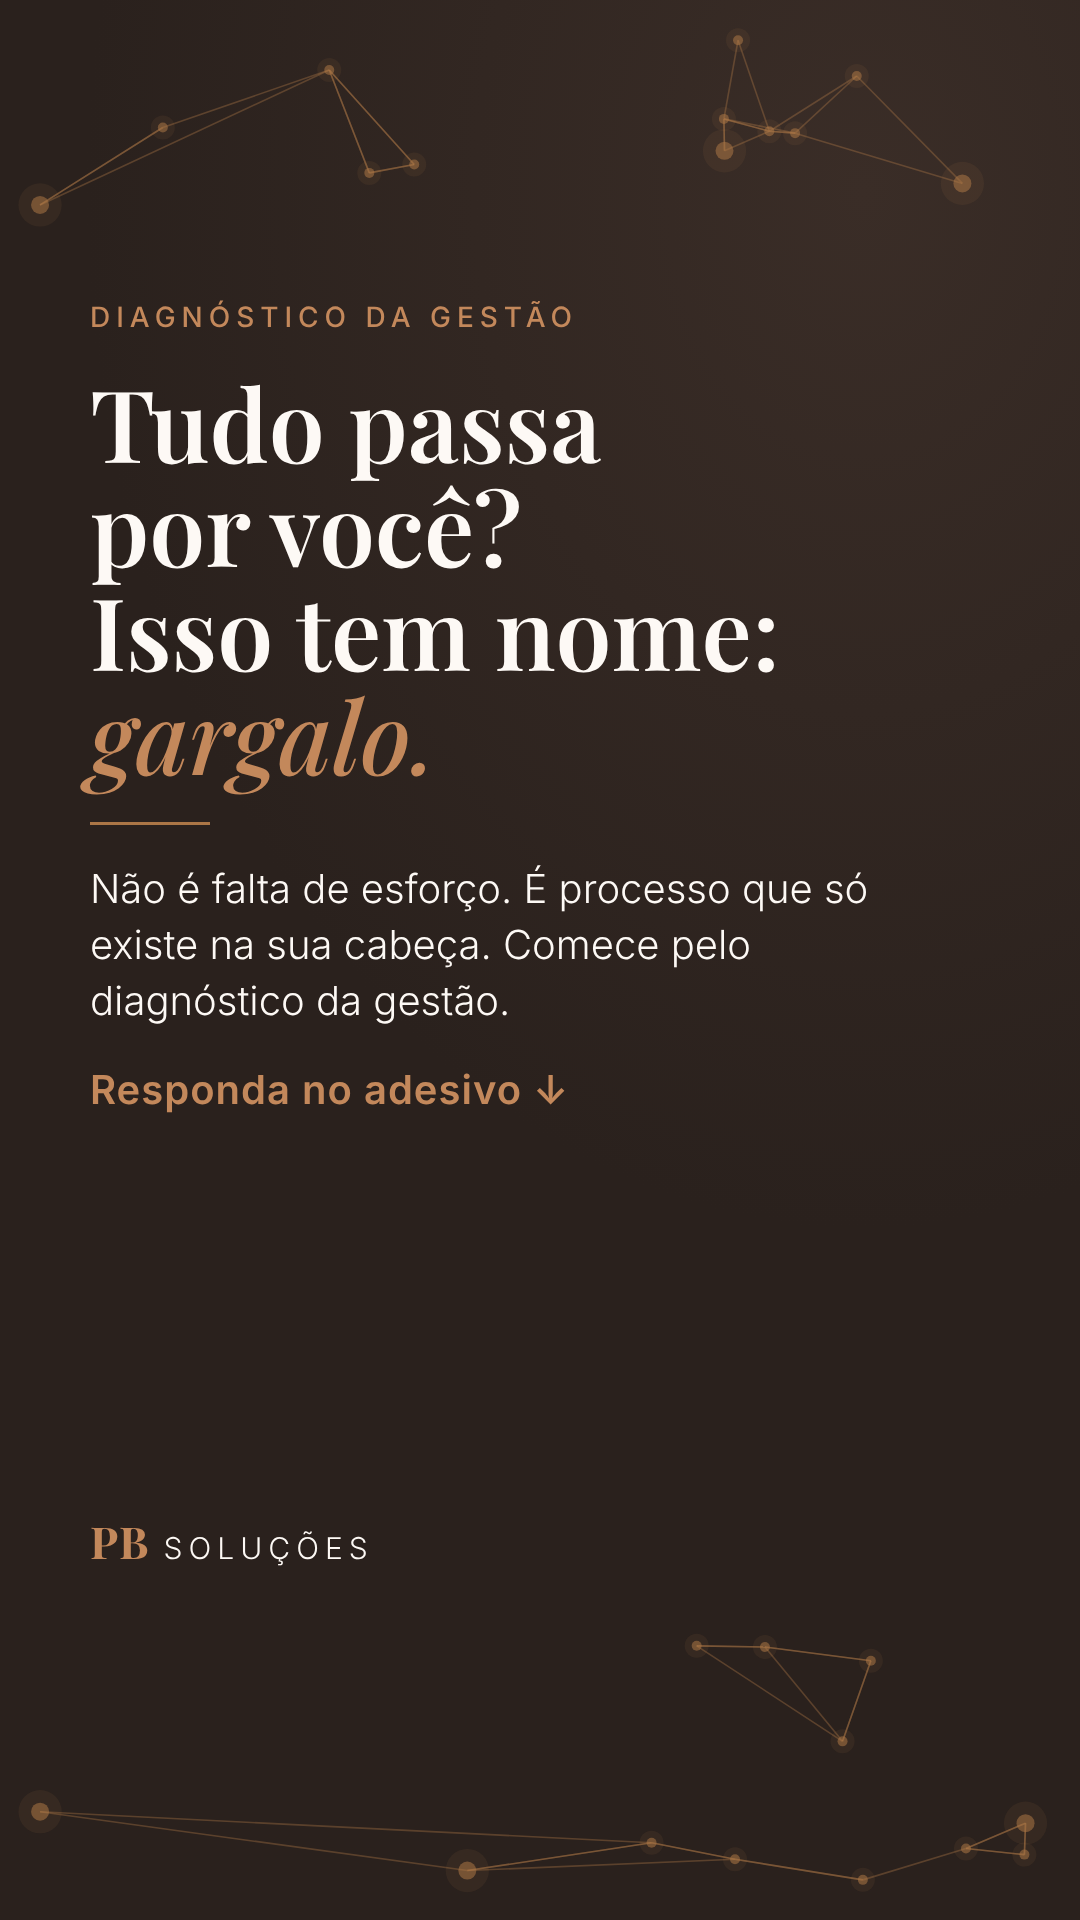 DIAGNÓSTICO DA GESTÃO
Tudo passa
por você?
Isso tem nome:
gargalo.
Não é falta de esforço. É processo que só
existe na sua cabeça. Comece pelo
diagnóstico da gestão.
Responda no adesivo ↓
PB SOLUÇÕES